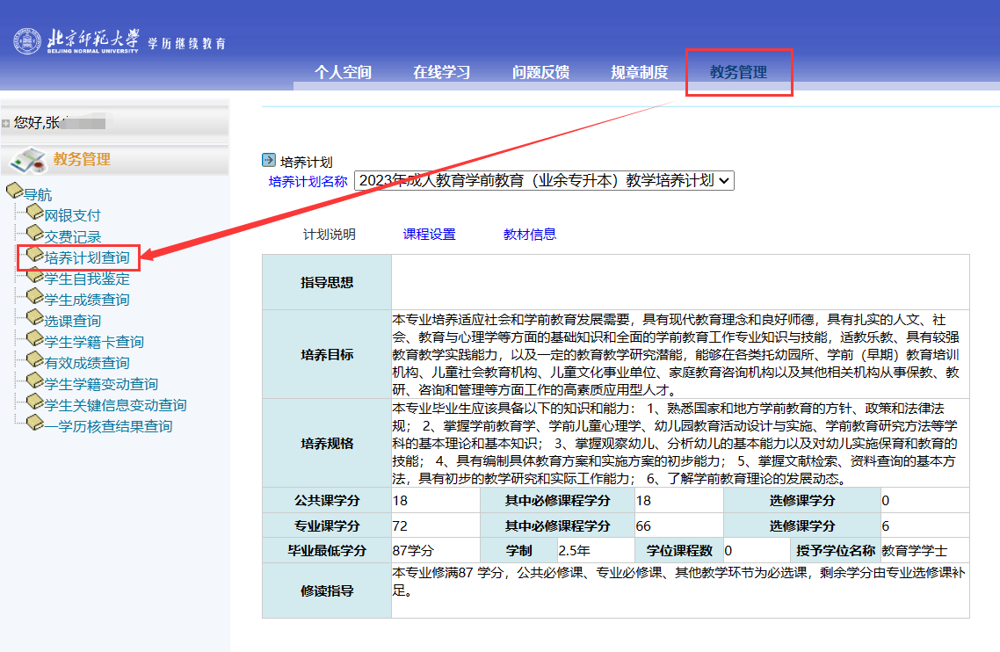 北京师范大学 学历继续教育
BEIJING NORMAL UNIVERSITY
个人空间 在线学习 问题反馈 规章制度 教务管理
您好,张
教务管理
导航
网银支付
交费记录
培养计划查询
学生自我鉴定
学生成绩查询
选课查询
学生学籍卡查询
有效成绩查询
学生学籍变动查询
学生关键信息变动查询
学历核查结果查询
培养计划
培养计划名称 2023年成人教育学前教育（业余专升本）教学培养计划
计划说明 课程设置 教材信息
指导思想
培养目标
本专业培养适应社会和学前教育发展需要，具有现代教育理念和良好师德，具有扎实的人文、社
会、教育与心理学等方面的基础知识和全面的学前教育工作专业知识与技能，适教乐教、具有较强
教育教学实践能力，以及一定的教育教学研究潜能，能够在各类托幼园所、学前（早期）教育培训
机构、儿童社会教育机构、儿童文化事业单位、家庭教育咨询机构以及其他相关机构从事保教、教
研、咨询和管理等方面工作的高素质应用型人才。
培养规格
本专业毕业生应该具备以下的知识和能力： 1、熟悉国家和地方学前教育的方针、政策和法律法
规； 2、掌握学前教育学、学前儿童心理学、幼儿园教育活动设计与实施、学前教育研究方法等学
科的基本理论和基本知识； 3、掌握观察幼儿、分析幼儿的基本能力以及对幼儿实施保育和教育的
技能； 4、具有编制具体教育方案和实施方案的初步能力； 5、掌握文献检索、资料查询的基本方
法，具有初步的教学研究和实际工作能力； 6、了解学前教育理论的发展动态。
公共课学分 18 其中必修课程学分 18 选修课学分 0
专业课学分 72 其中必修课程学分 66 选修课学分 6
毕业最低学分 87学分 学制 2.5年 学位课程数 0 授予学位名称 教育学学士
修读指导
本专业修满87 学分，公共必修课、专业必修课、其他教学环节为必选课，剩余学分由专业选修课补
足。